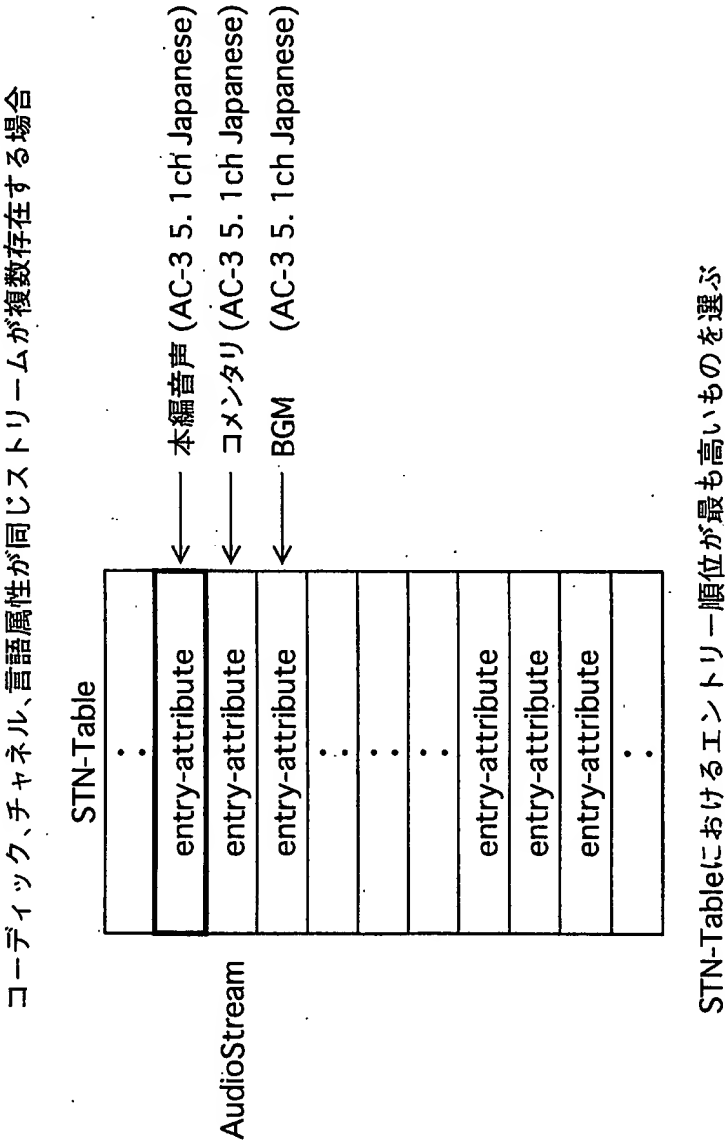 コーディック、チャネル、言語属性が同じストリームが複数存在する場合
STN-Table
AudioStream
:
entry-attribute ← 本編音声 (AC-3 5. 1ch Japanese)
entry-attribute ← コメンタリ (AC-3 5. 1ch Japanese)
entry-attribute ← BGM (AC-3 5. 1ch Japanese)
:
:
:
entry-attribute
entry-attribute
entry-attribute
:
STN-Tableにおけるエントリー順位が最も高いものを選ぶ